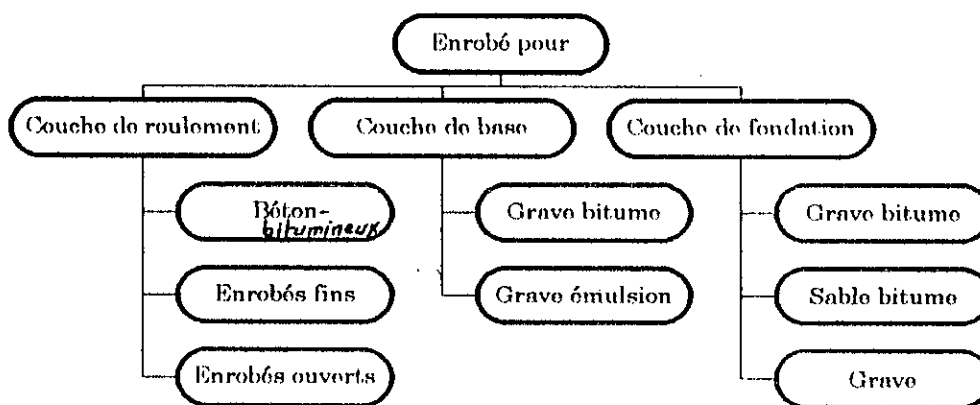 Enrobé pour
Couche de roulement
Couche de base
Couche de fondation
Béton-
bitumineux
Grave bitume
Grave bitume
Enrobés fins
Grave émulsion
Sable bitume
Enrobés ouverts
Grave